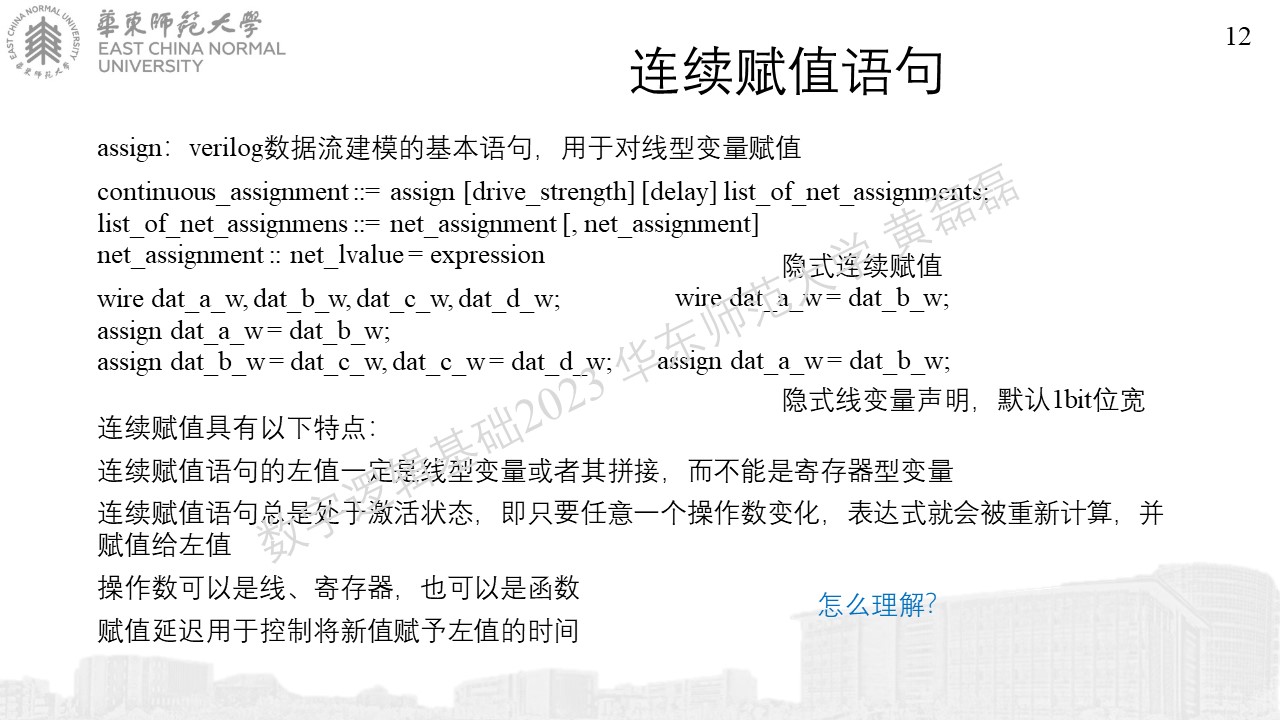 華東師範大學
EAST CHINA NORMAL
UNIVERSITY
EAST CHINA NORMAL UNIVERSITY
華東师范大学
12
连续赋值语句
assign：verilog数据流建模的基本语句，用于对线型变量赋值
continuous_assignment ::= assign [drive_strength] [delay] list_of_net_assignments:
list_of_net_assignmens ::= net_assignment [, net_assignment]
net_assignment :: net_lvalue = expression
隐式连续赋值
wire dat_a_w, dat_b_w, dat_c_w, dat_d_w;
wire dat_a_w = dat_b_w;
assign dat_a_w = dat_b_w;
assign dat_b_w = dat_c_w, dat_c_w = dat_d_w;
assign dat_a_w = dat_b_w;
隐式线变量声明，默认1bit位宽
连续赋值具有以下特点：
连续赋值语句的左值一定是线型变量或者其拼接，而不能是寄存器型变量
连续赋值语句总是处于激活状态，即只要任意一个操作数变化，表达式就会被重新计算，并
赋值给左值
操作数可以是线、寄存器，也可以是函数
怎么理解？
赋值延迟用于控制将新值赋予左值的时间
数字逻辑基础2023 华东师范大学 黄磊磊